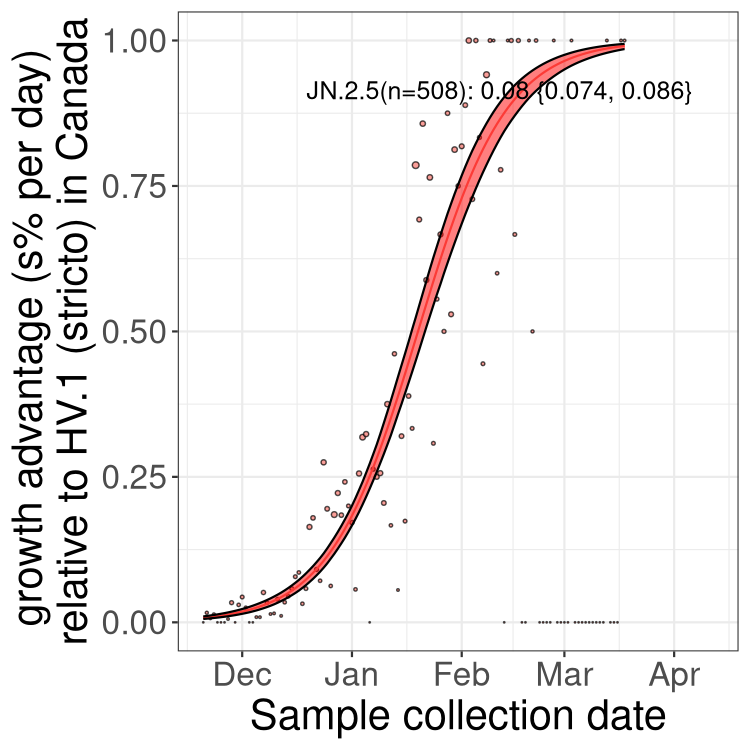 growth advantage (s% per day)
relative to HV.1 (stricto) in Canada
1.00
0.75
0.50
0.25
0.00
JN.2.5(n=508): 0.08 {0.074, 0.086}
Dec Jan Feb Mar Apr
Sample collection date